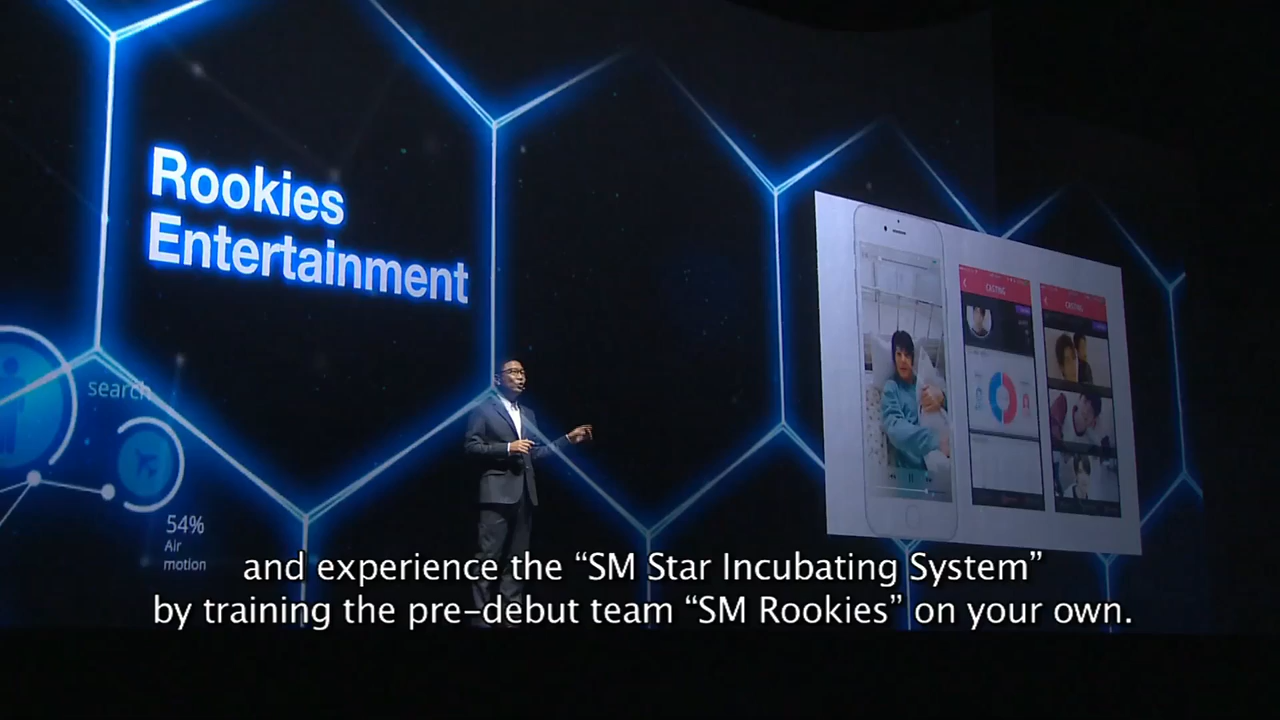 Rookies
Entertainment
CASTING
CASTING
search
54%
Air
motion
and experience the “SM Star Incubating System”
by training the pre-debut team “SM Rookies” on your own.